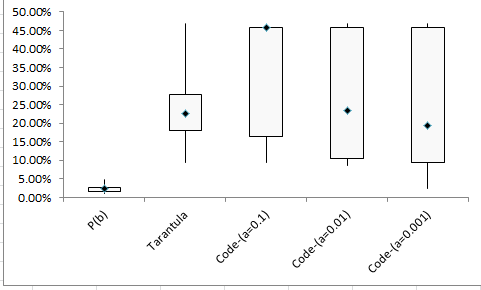 50.00%
45.00%
40.00%
35.00%
30.00%
25.00%
20.00%
15.00%
10.00%
5.00%
0.00%
P(b)
Tarantula
Code-(a=0.1)
Code-(a=0.01)
Code-(a=0.001)